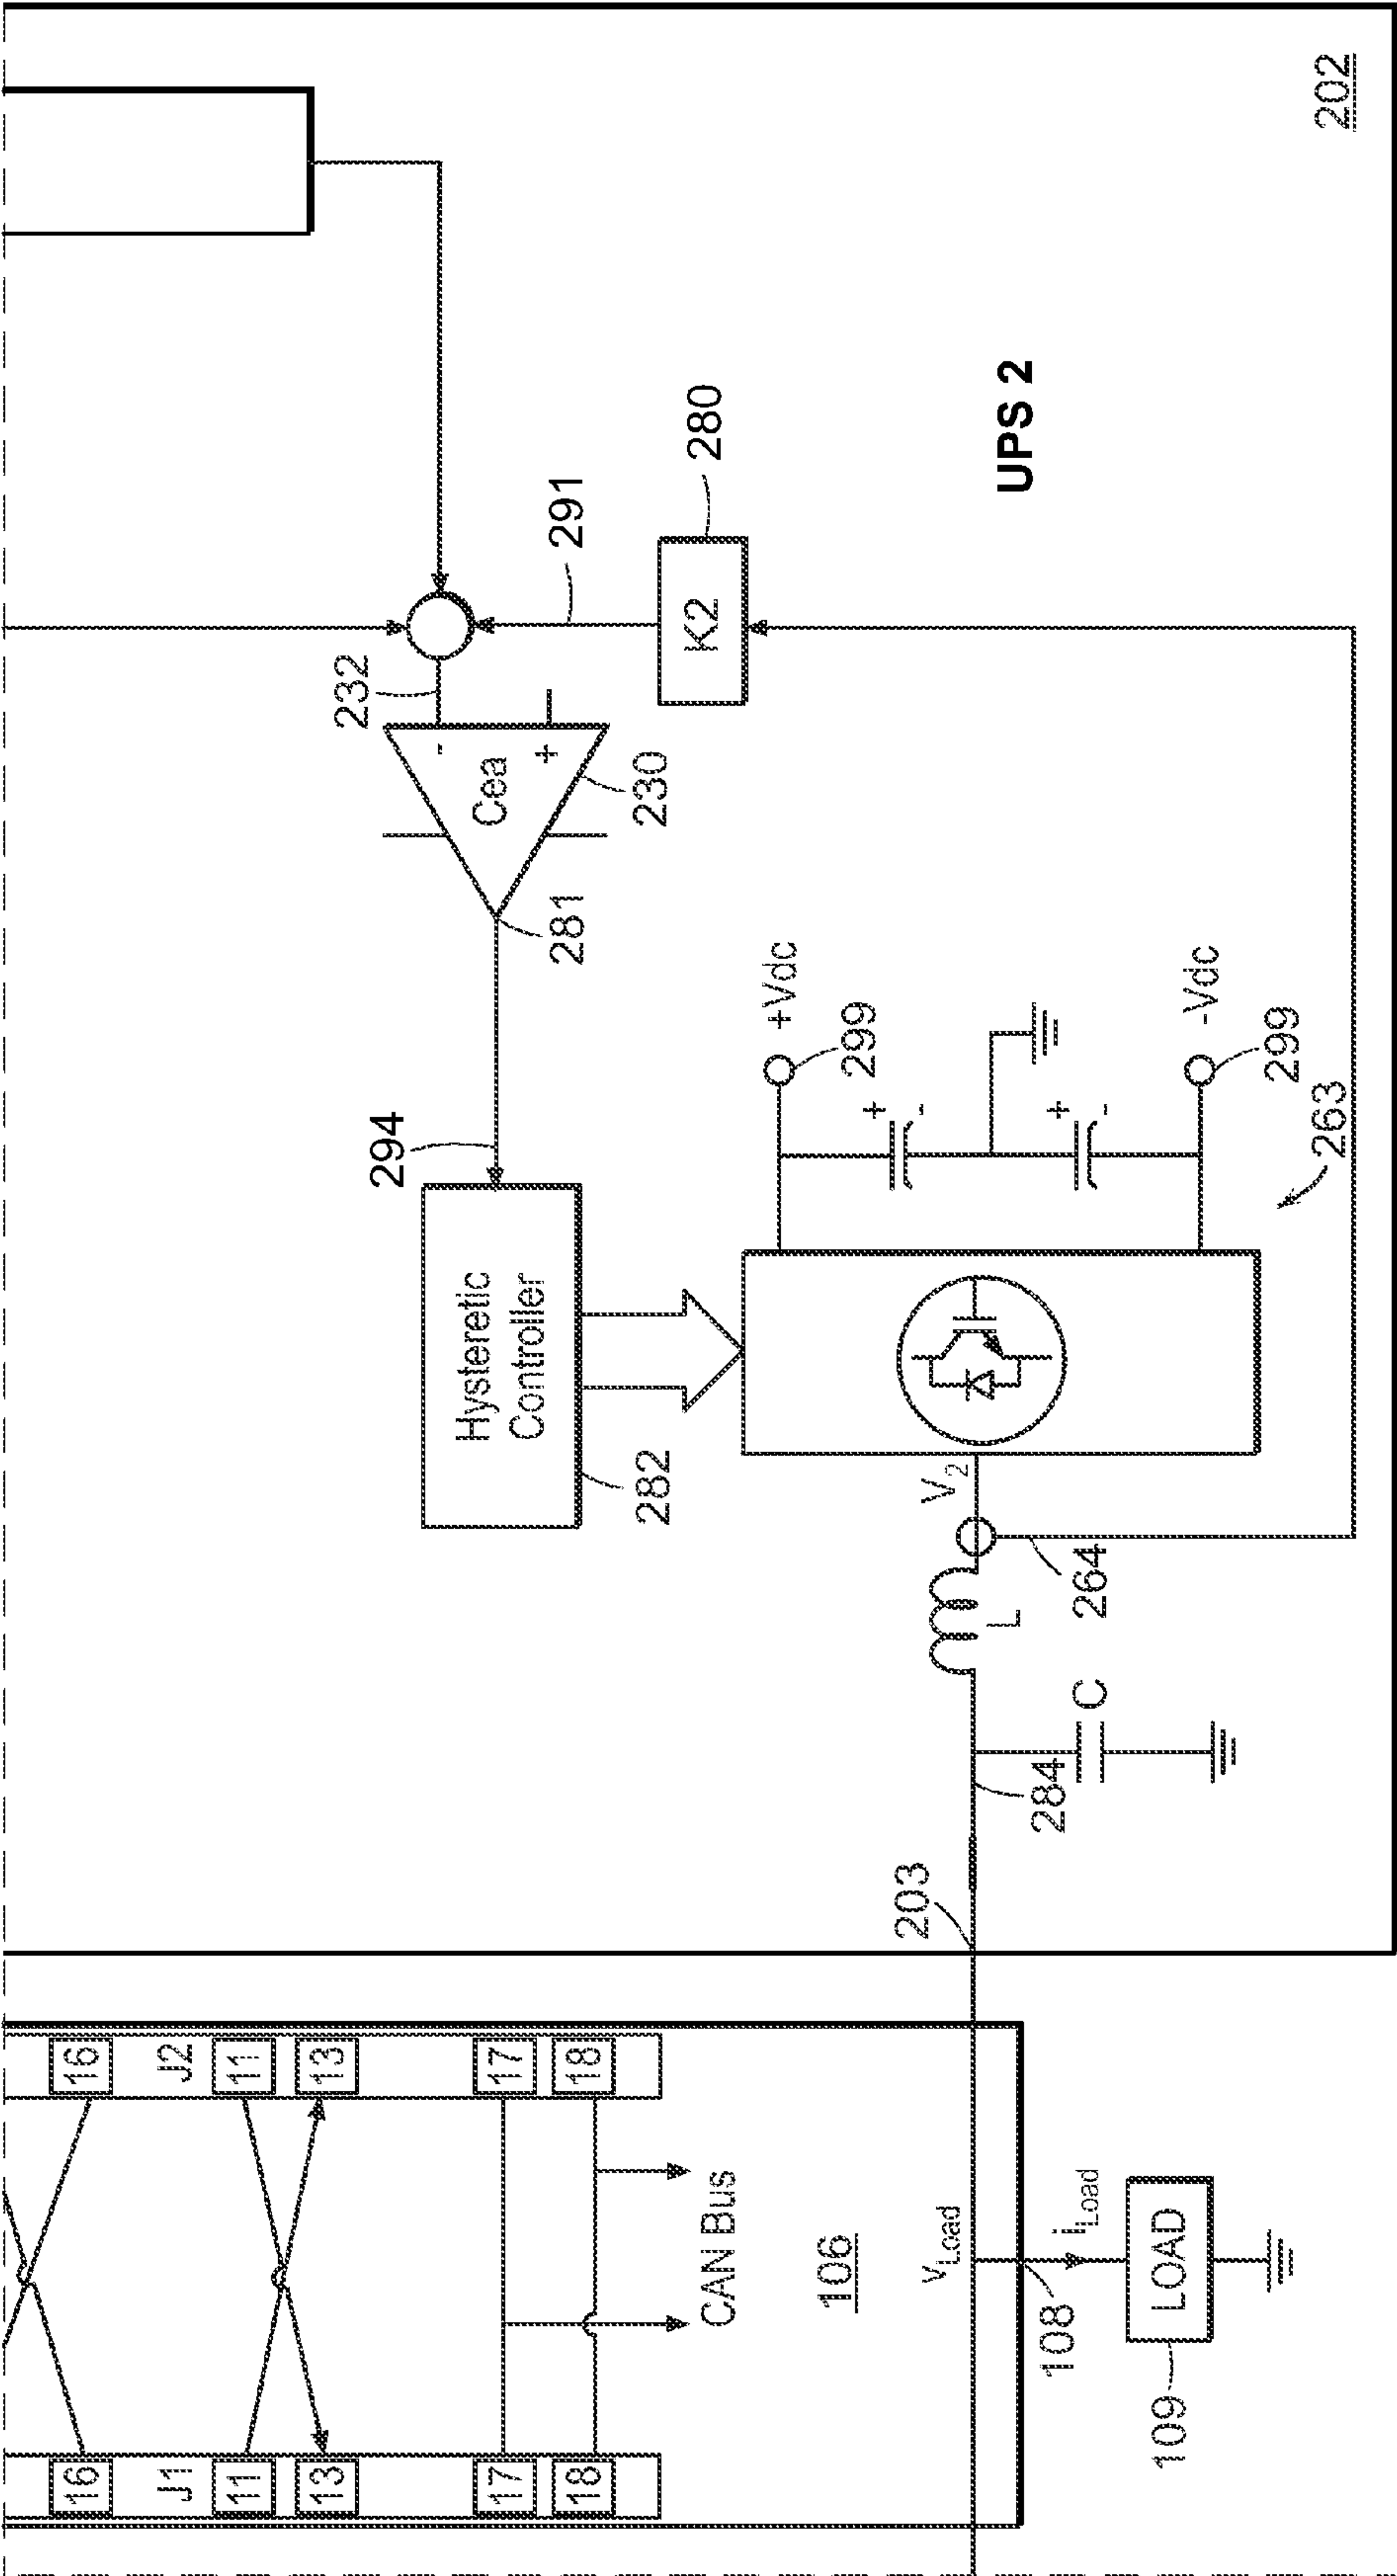 16
J1
11
13
17
18
16
J2
11
13
17
18
CAN Bus
106
vLoad
108
iLoad
LOAD
109
203
284
C
L
264
V2
Hysteretic
Controller
282
294
281
Cea
-
+
230
232
291
K2
280
+Vdc
299
+
-
+
-
-Vdc
299
263
UPS 2
202